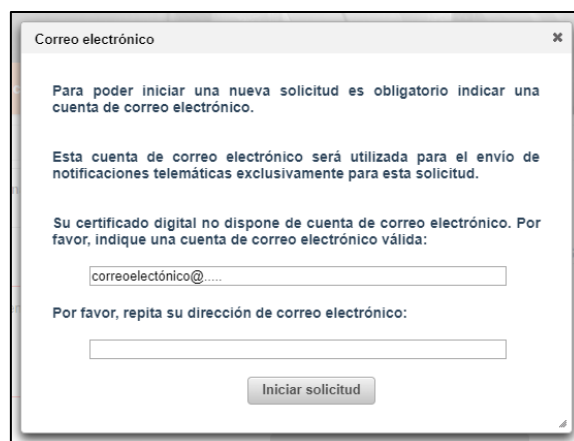 Correo electrónico
Para poder iniciar una nueva solicitud es obligatorio indicar una
cuenta de correo electrónico.
Esta cuenta de correo electrónico será utilizada para el envío de
notificaciones telemáticas exclusivamente para esta solicitud.
Su certificado digital no dispone de cuenta de correo electrónico. Por
favor, indique una cuenta de correo electrónico válida:
correoelectónico@.....
Por favor, repita su dirección de correo electrónico:
Iniciar solicitud